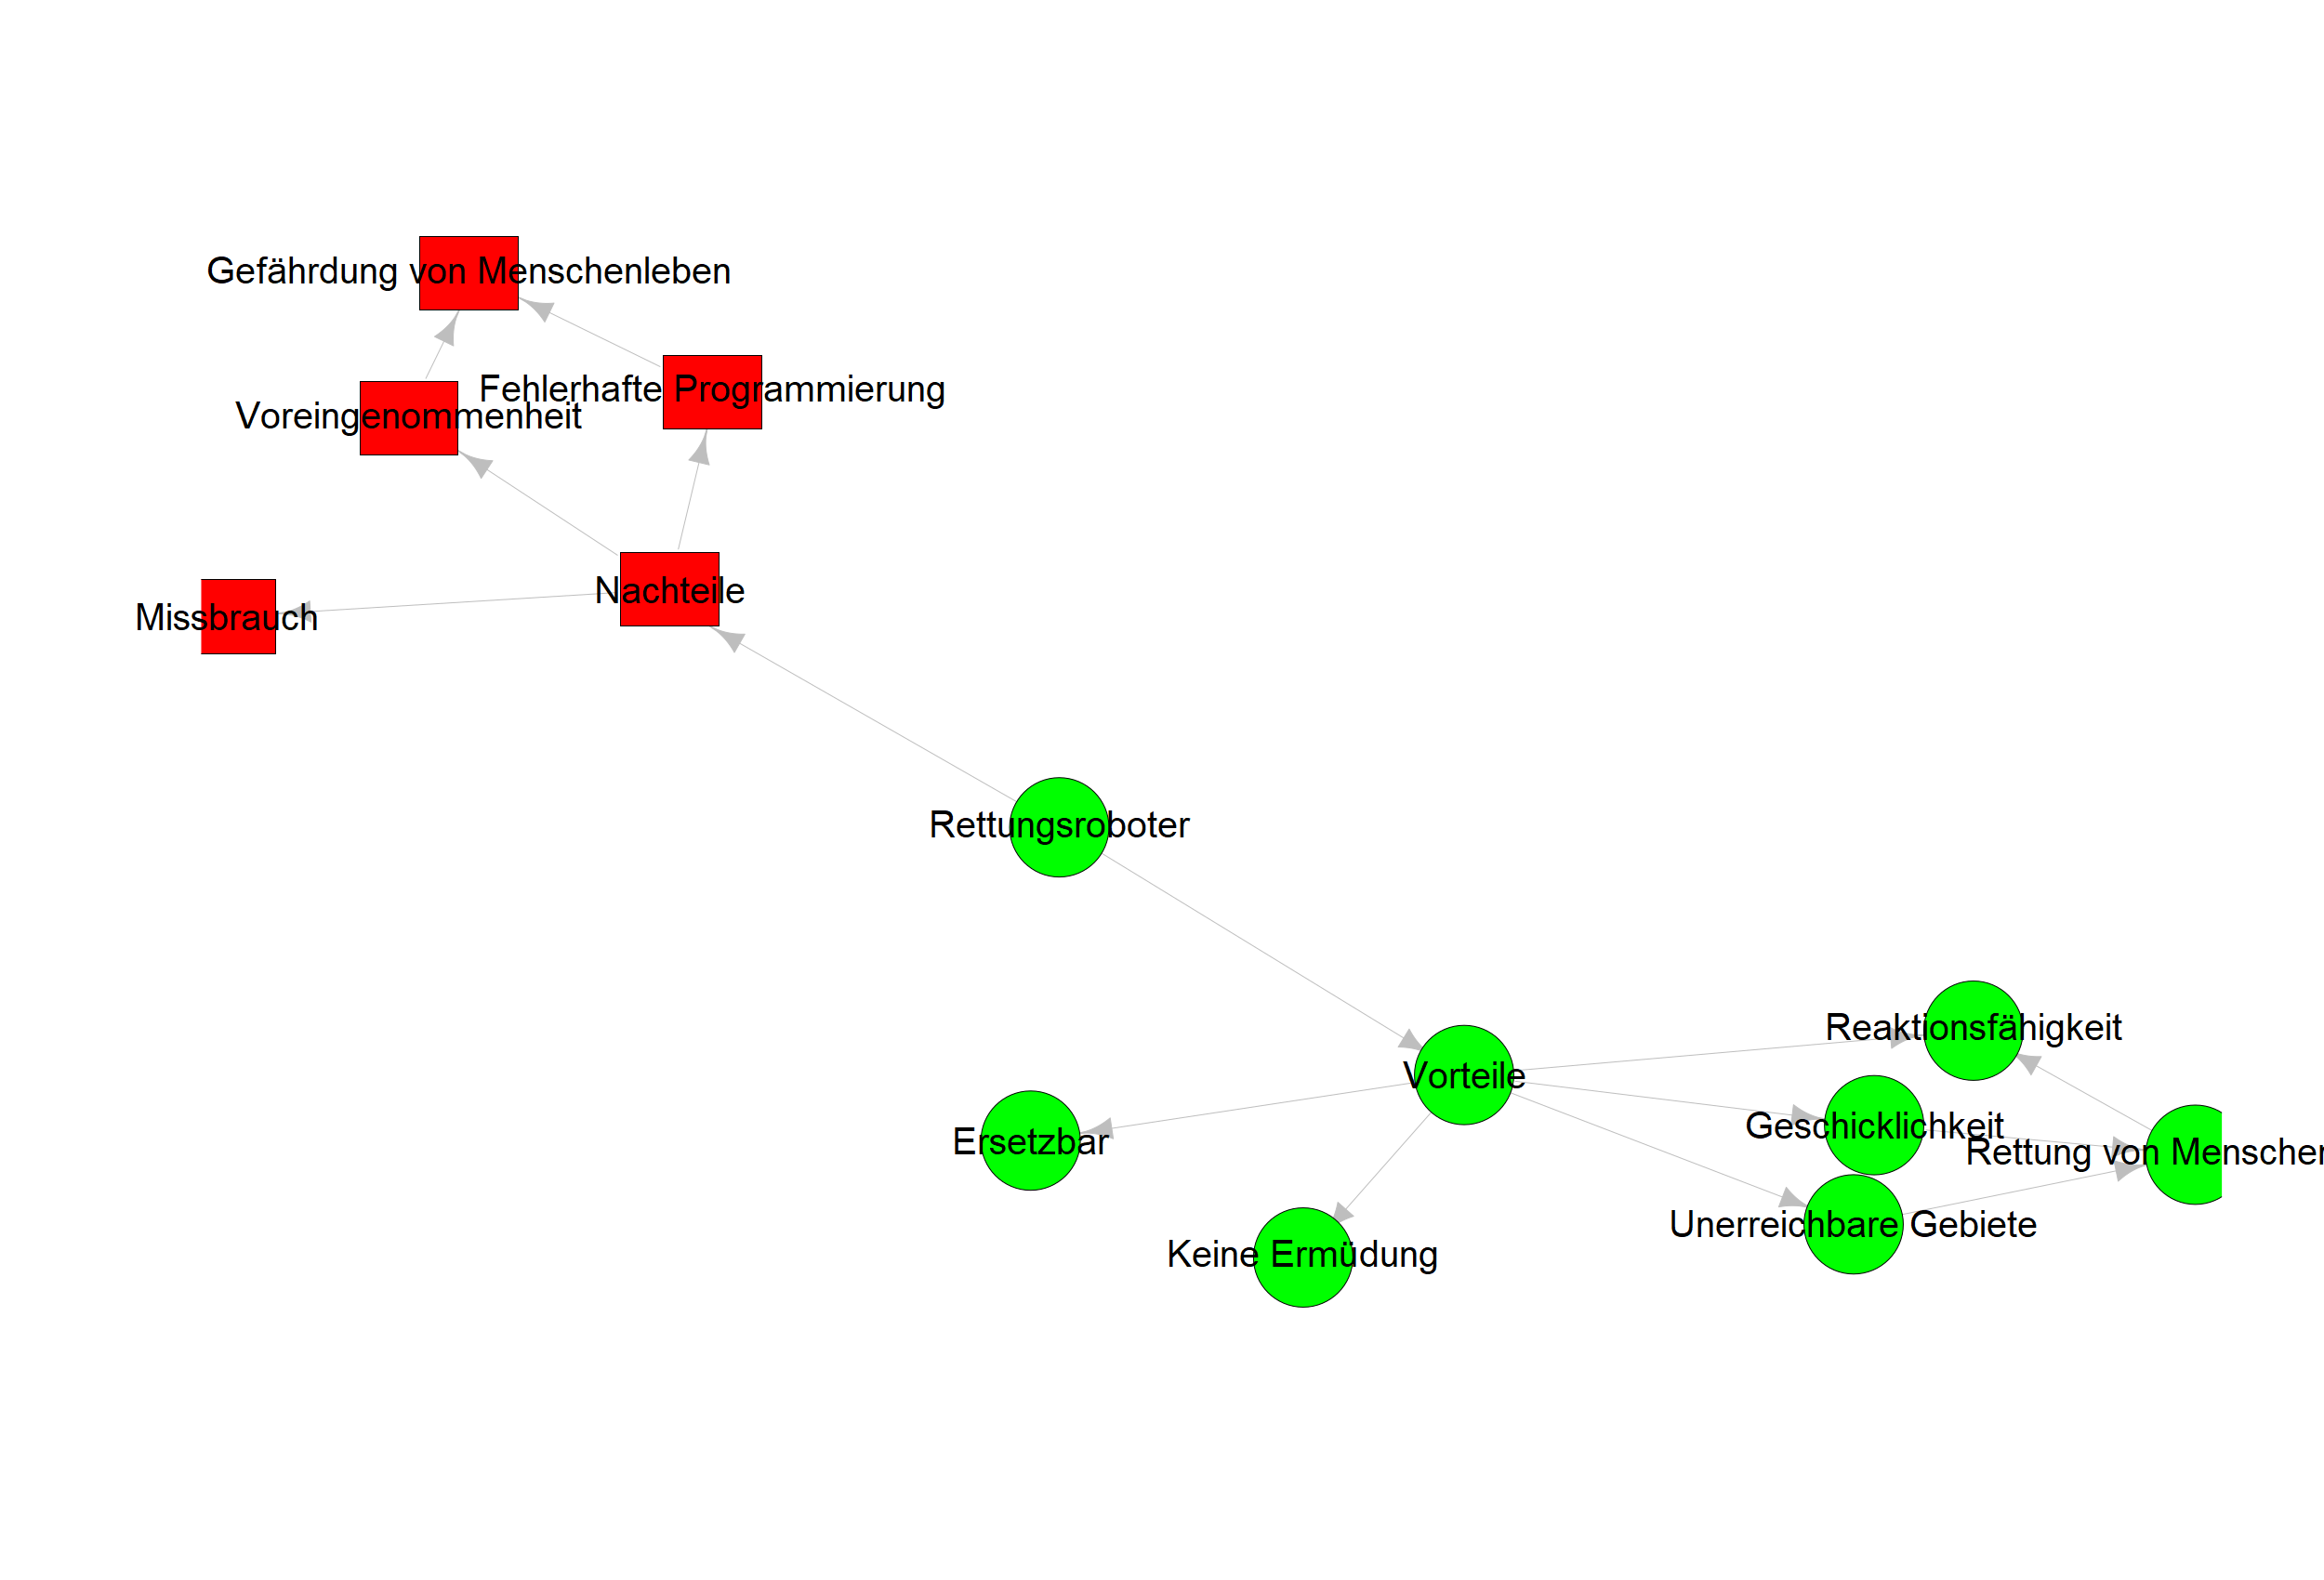 Gefährdung von Menschenleben
Fehlerhafte Programmierung
Voreingenommenheit
Nachteile
Missbrauch
Rettungsroboter
Reaktionsfähigkeit
Vorteile
Geschicklichkeit
Ersetzbar
Rettung von Menschen
Unerreichbare Gebiete
Keine Ermüdung